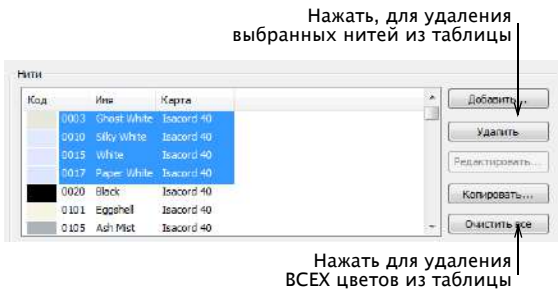 Нажать, для удаления
выбранных нитей из таблицы
Нити
Код Имя Карта
0003 Ghost White Isacord 40
0010 Silky White Isacord 40
0015 White Isacord 40
0017 Paper White Isacord 40
0020 Black Isacord 40
0101 Eggshell Isacord 40
0105 Ash Mist Isacord 40
Добавить...
Удалить
Редактировать...
Копировать...
Очистить все
Нажать для удаления
ВСЕХ цветов из таблицы